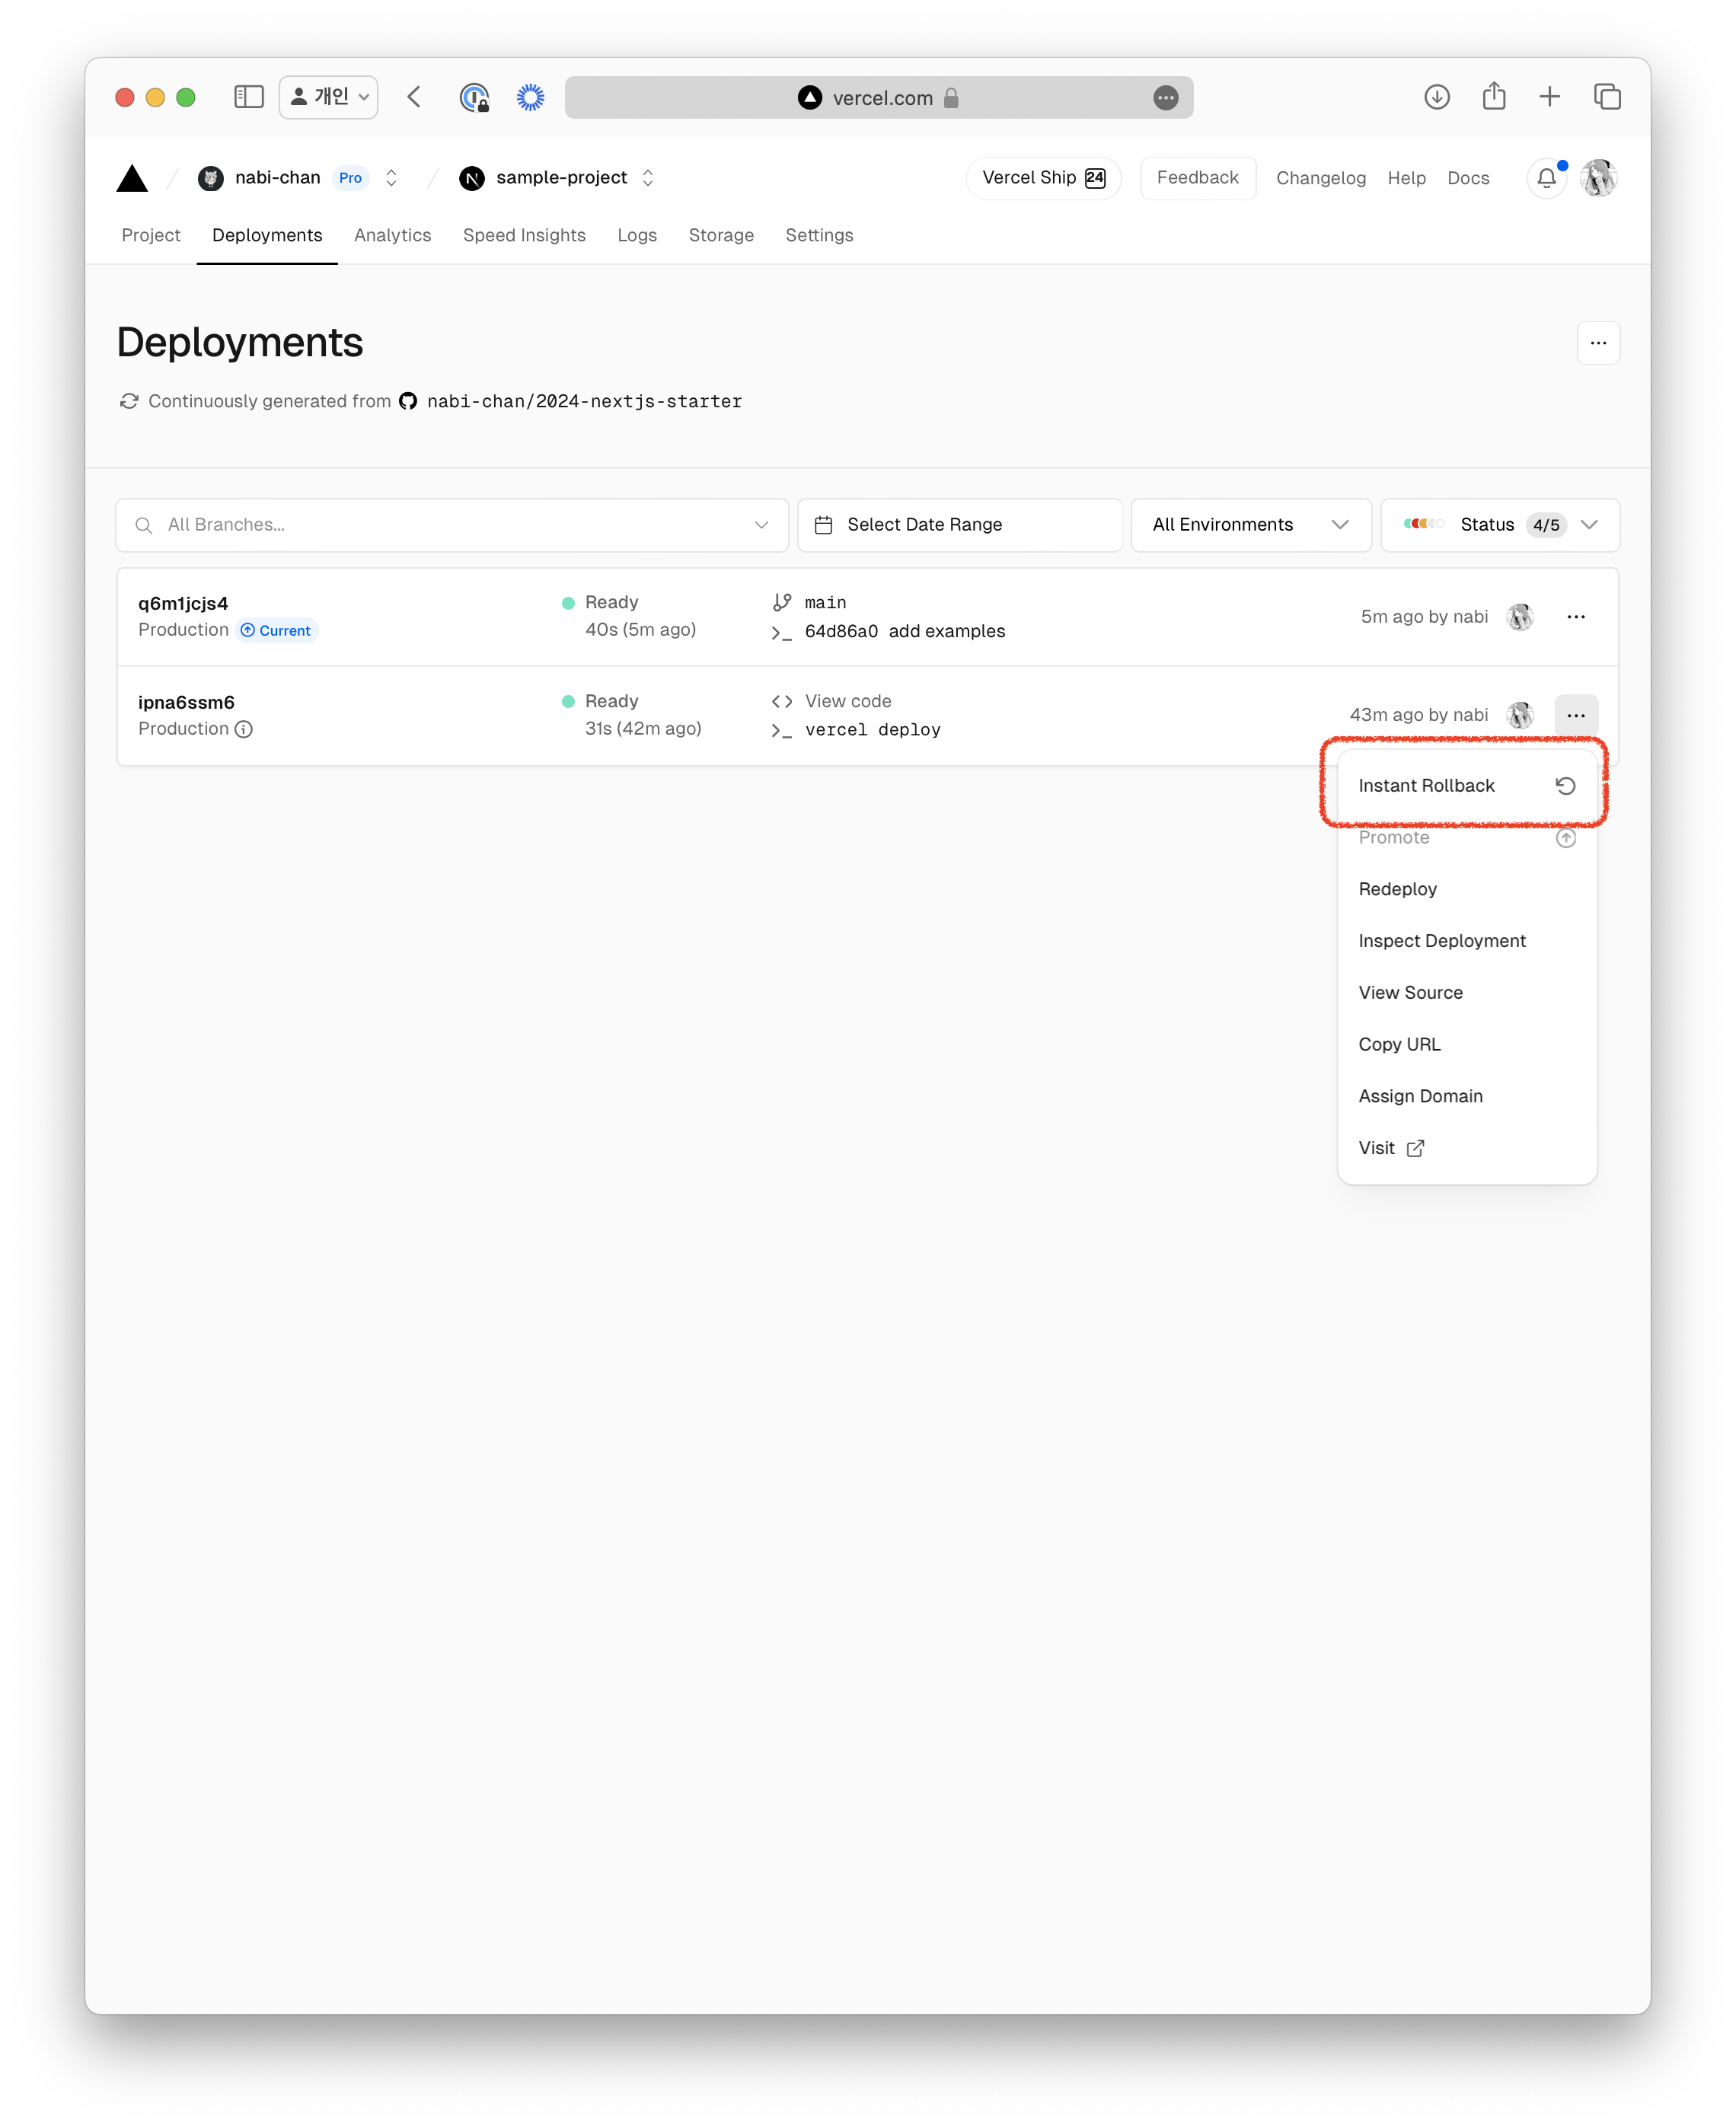 개인
vercel.com
nabi-chan Pro
sample-project
Vercel Ship 24
Feedback
Changelog
Help
Docs
Project
Deployments
Analytics
Speed Insights
Logs
Storage
Settings
Deployments
Continuously generated from nabi-chan/2024-nextjs-starter
All Branches...
Select Date Range
All Environments
Status 4/5
q6m1jcjs4
Production Current
Ready
40s (5m ago)
main
64d86a0 add examples
5m ago by nabi
ipna6ssm6
Production
Ready
31s (42m ago)
View code
vercel deploy
43m ago by nabi
Instant Rollback
Promote
Redeploy
Inspect Deployment
View Source
Copy URL
Assign Domain
Visit